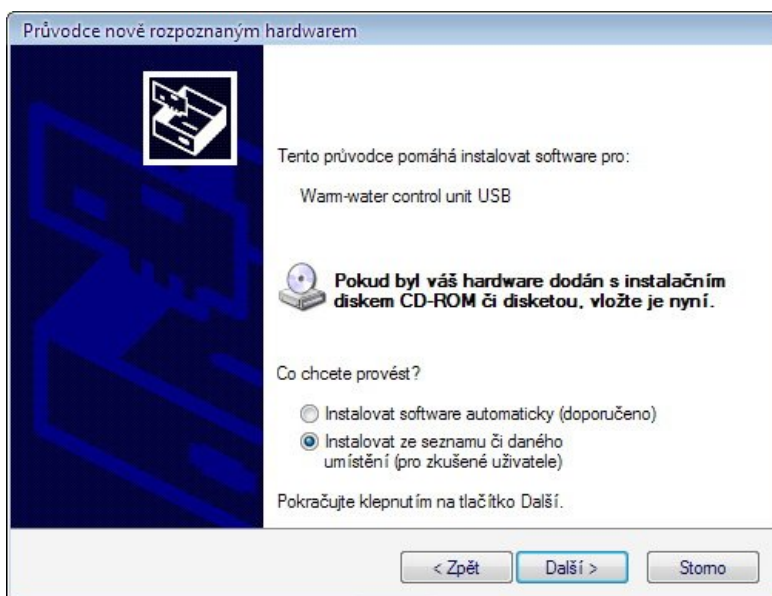 Průvodce nově rozpoznaným hardwarem
Tento průvodce pomáhá instalovat software pro:
Warm-water control unit USB
Pokud byl váš hardware dodán s instalačním
diskem CD-ROM či disketou, vložte je nyní.
Co chcete provést?
Instalovat software automaticky (doporučeno)
Instalovat ze seznamu či daného
umístění (pro zkušené uživatele)
Pokračujte klepnutím na tlačítko Další.
< Zpět
Další >
Storno